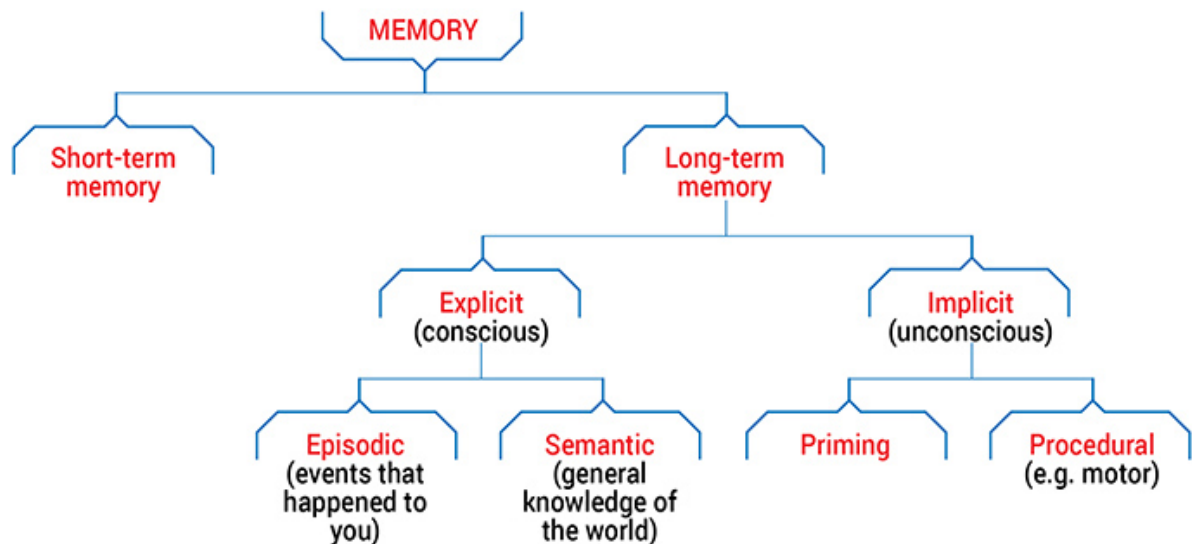 MEMORY
Short-term
memory
Long-term
memory
Explicit
(conscious)
Implicit
(unconscious)
Episodic
(events that
happened to
you)
Semantic
(general
knowledge of
the world)
Priming
Procedural
(e.g. motor)